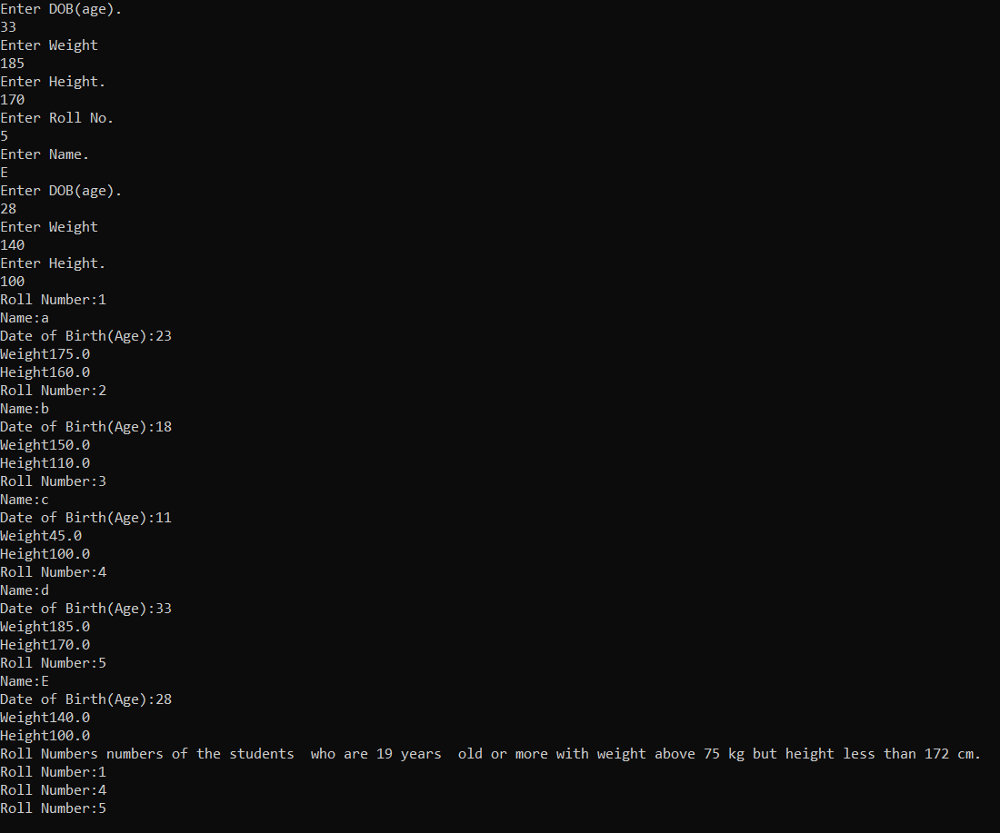 Enter DOB(age).
33
Enter Weight
185
Enter Height.
170
Enter Roll No.
5
Enter Name.
E
Enter DOB(age).
28
Enter Weight
140
Enter Height.
100
Roll Number:1
Name:a
Date of Birth(Age):23
Weight175.0
Height160.0
Roll Number:2
Name:b
Date of Birth(Age):18
Weight150.0
Height110.0
Roll Number:3
Name:c
Date of Birth(Age):11
Weight45.0
Height100.0
Roll Number:4
Name:d
Date of Birth(Age):33
Weight185.0
Height170.0
Roll Number:5
Name:E
Date of Birth(Age):28
Weight140.0
Height100.0
Roll Numbers numbers of the students  who are 19 years  old or more with weight above 75 kg but height less than 172 cm.
Roll Number:1
Roll Number:4
Roll Number:5